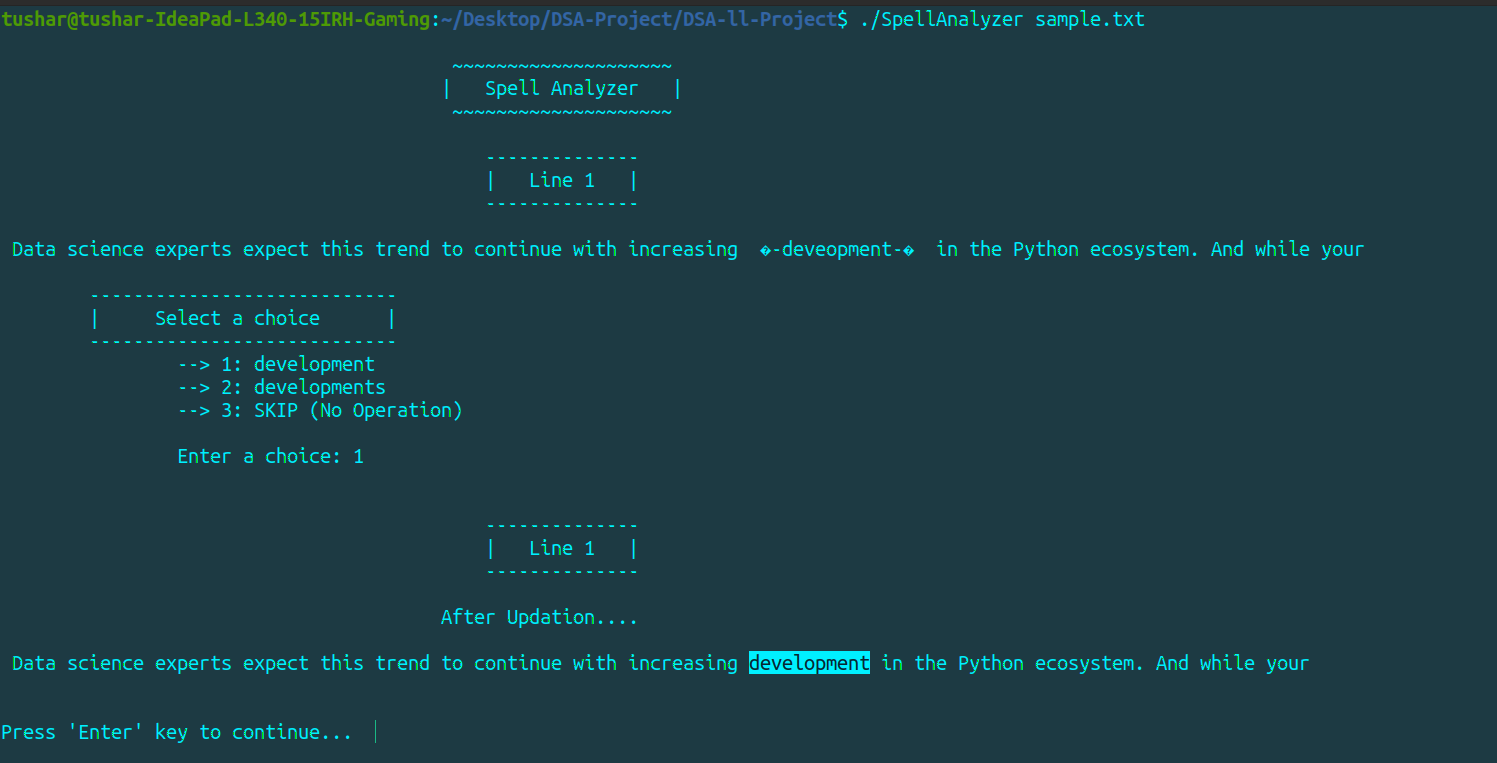 tushar@tushar-IdeaPad-L340-15IRH-Gaming:~/Desktop/DSA-Project/DSA-ll-Project$ ./SpellAnalyzer sample.txt
~~~~~~~~~~~~~~~~~~~~
|   Spell Analyzer   |
~~~~~~~~~~~~~~~~~~~~
--------------
|   Line 1   |
--------------
Data science experts expect this trend to continue with increasing  �-deveopment-�  in the Python ecosystem. And while your
----------------------------
|     Select a choice      |
----------------------------
--> 1: development
--> 2: developments
--> 3: SKIP (No Operation)
Enter a choice: 1
--------------
|   Line 1   |
--------------
After Updation....
Data science experts expect this trend to continue with increasing development in the Python ecosystem. And while your
Press 'Enter' key to continue...